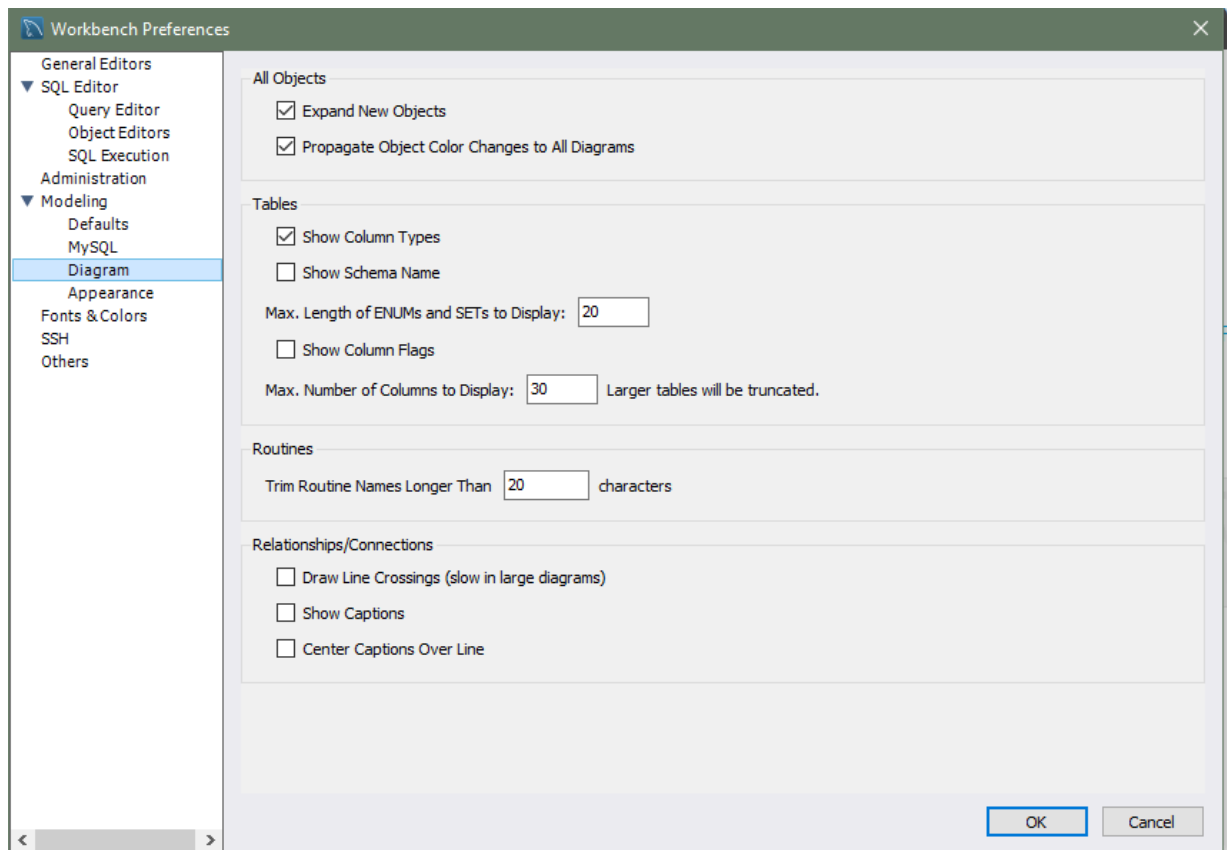 Workbench Preferences
General Editors
SQL Editor
Query Editor
Object Editors
SQL Execution
Administration
Modeling
Defaults
MySQL
Diagram
Appearance
Fonts & Colors
SSH
Others
All Objects
Expand New Objects
Propagate Object Color Changes to All Diagrams
Tables
Show Column Types
Show Schema Name
Max. Length of ENUMs and SETs to Display: 20
Show Column Flags
Max. Number of Columns to Display: 30 Larger tables will be truncated.
Routines
Trim Routine Names Longer Than 20 characters
Relationships/Connections
Draw Line Crossings (slow in large diagrams)
Show Captions
Center Captions Over Line
OK Cancel